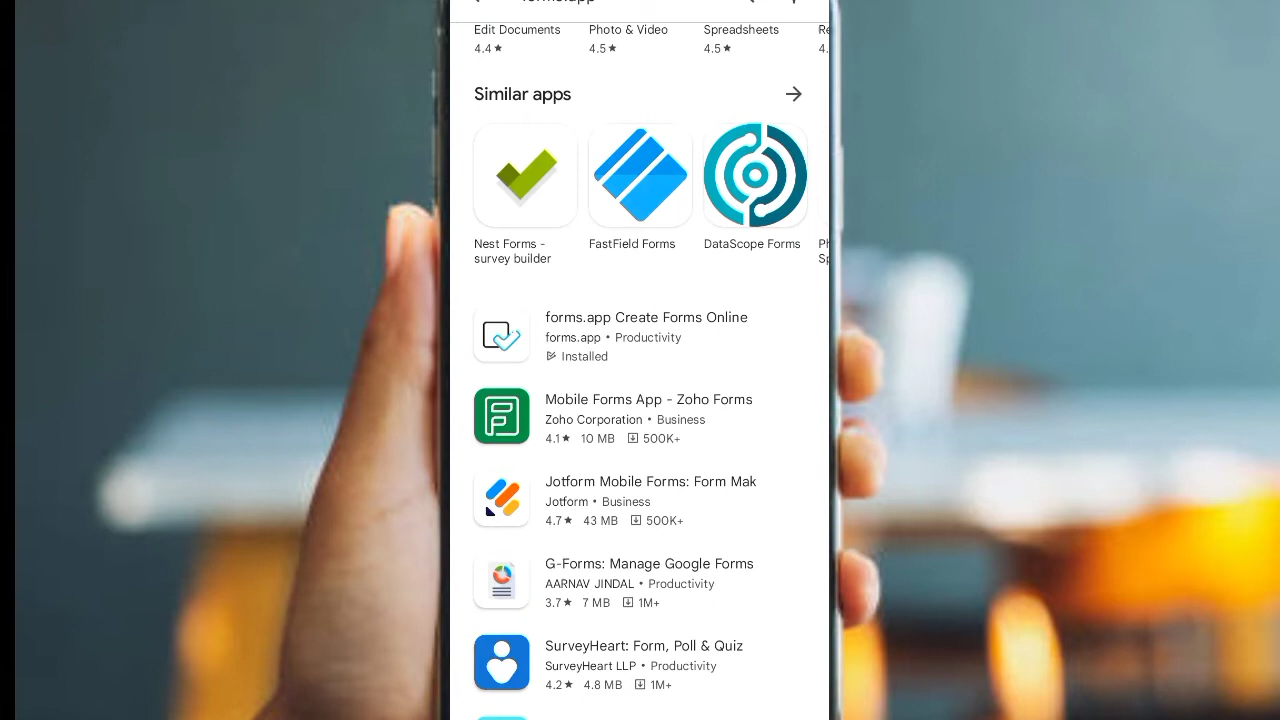 forms.app
Edit Documents
Photo & Video
Spreadsheets
4.4★
4.5★
4.5★
4.
Similar apps
Nest Forms -
survey builder
FastField Forms
DataScope Forms
forms.app Create Forms Online
forms.app • Productivity
Installed
Mobile Forms App - Zoho Forms
Zoho Corporation • Business
4.1★ 10 MB 500K+
Jotform Mobile Forms: Form Mak
Jotform • Business
4.7★ 43 MB 500K+
G-Forms: Manage Google Forms
AARNAV JINDAL • Productivity
3.7★ 7 MB 1M+
SurveyHeart: Form, Poll & Quiz
SurveyHeart LLP • Productivity
4.2★ 4.8 MB 1M+